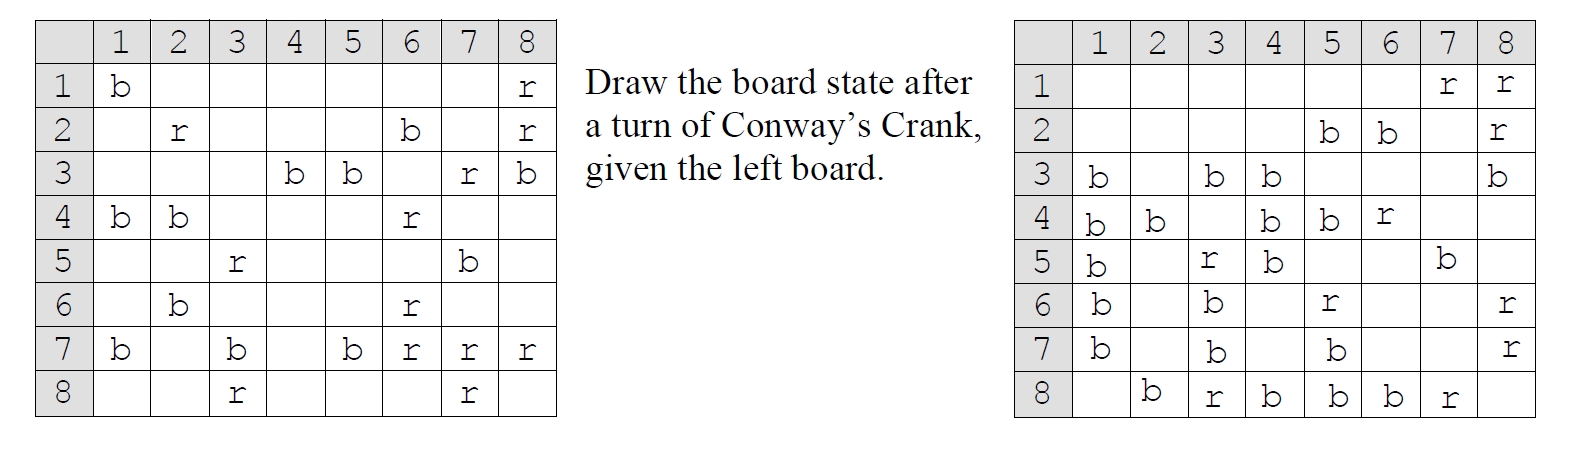 1 2 3 4 5 6 7 8
1 b r
2 r b r
3 b b r b
4 b b r
5 r b
6 b r
7 b b b r r r
8 r r
Draw the board state after
a turn of Conway's Crank,
given the left board.
1 2 3 4 5 6 7 8
1 r r
2 b b r
3 b b b b
4 b b b b r
5 b r b b
6 b b r r
7 b b b r
8 b r b b b r